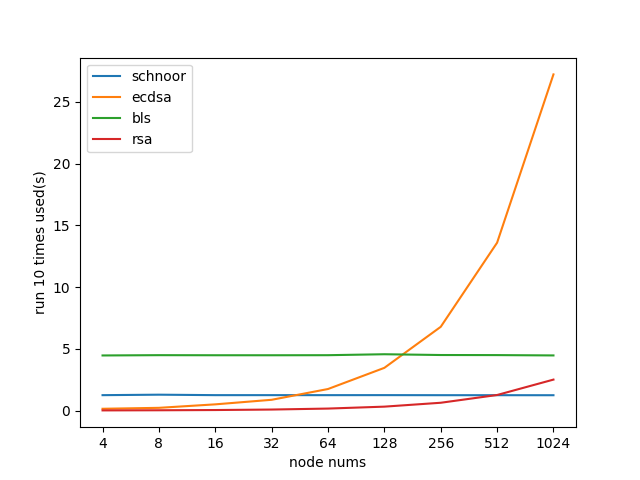 schnoor
ecdsa
bls
rsa
25
20
15
10
5
0
run 10 times used(s)
4 8 16 32 64 128 256 512 1024
node nums